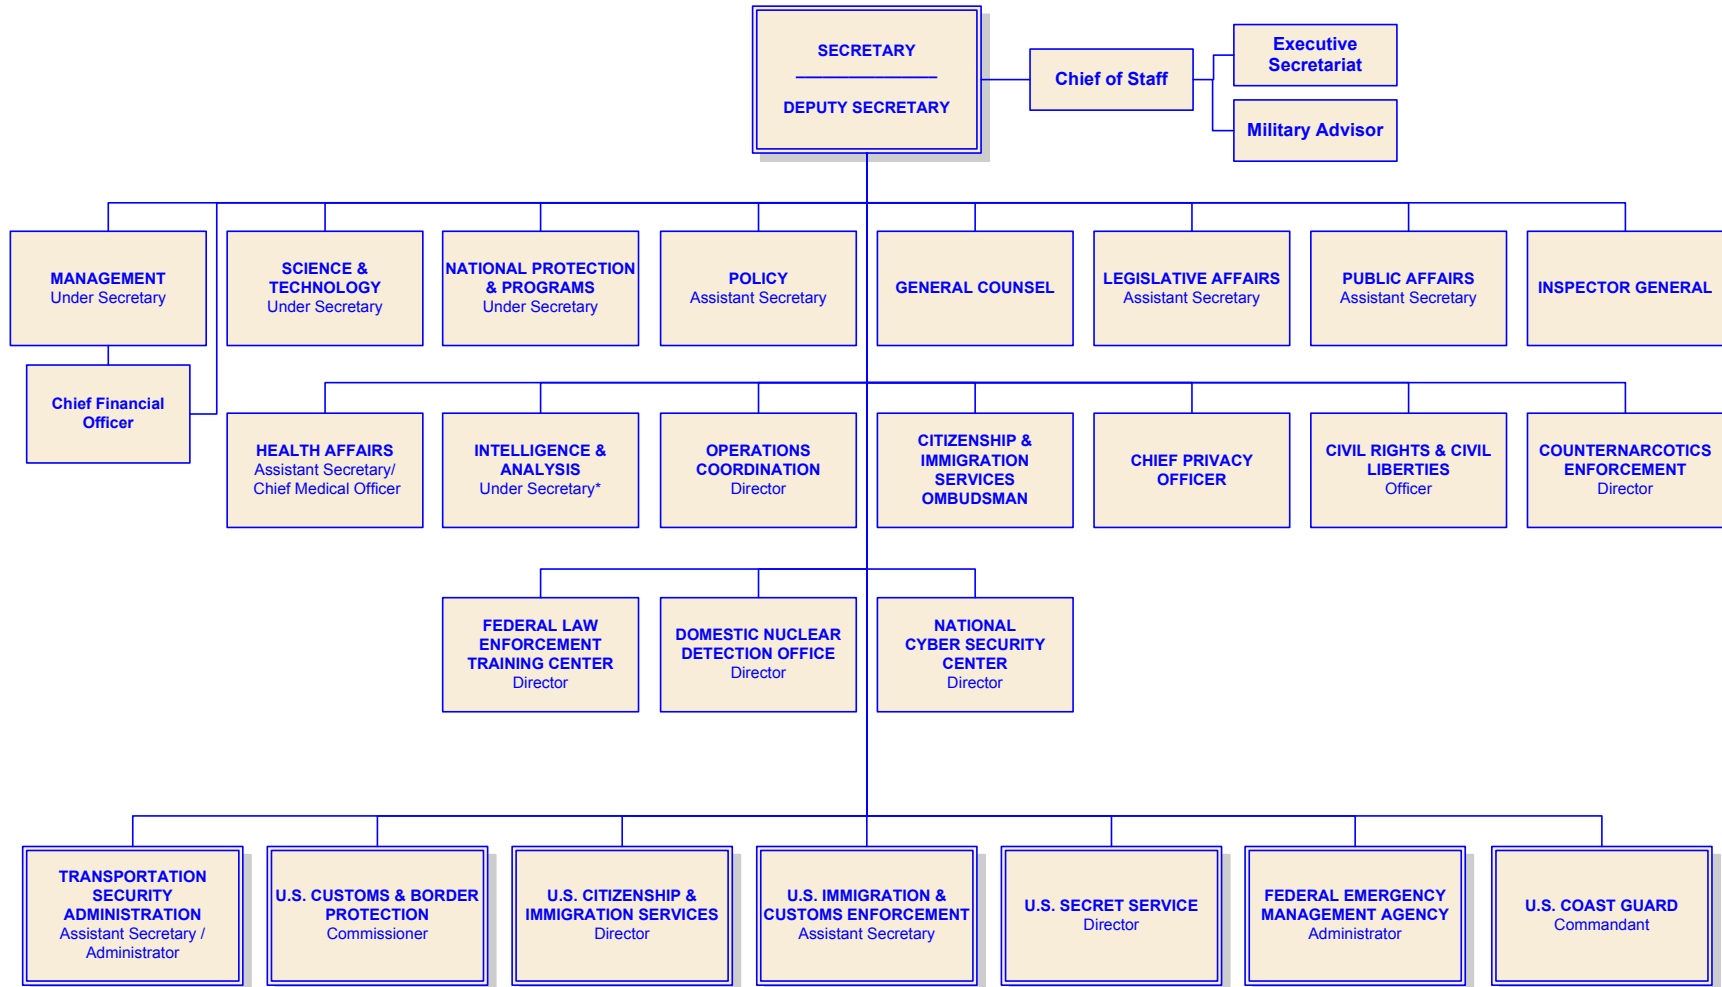 SECRETARY
DEPUTY SECRETARY
Chief of Staff
Executive
Secretariat
Military Advisor
MANAGEMENT
Under Secretary
SCIENCE &
TECHNOLOGY
Under Secretary
NATIONAL PROTECTION
& PROGRAMS
Under Secretary
POLICY
Assistant Secretary
GENERAL COUNSEL
LEGISLATIVE AFFAIRS
Assistant Secretary
PUBLIC AFFAIRS
Assistant Secretary
INSPECTOR GENERAL
Chief Financial
Officer
HEALTH AFFAIRS
Assistant Secretary/
Chief Medical Officer
INTELLIGENCE &
ANALYSIS
Under Secretary*
OPERATIONS
COORDINATION
Director
CITIZENSHIP &
IMMIGRATION
SERVICES
OMBUDSMAN
CHIEF PRIVACY
OFFICER
CIVIL RIGHTS & CIVIL
LIBERTIES
Officer
COUNTERNARCOTICS
ENFORCEMENT
Director
FEDERAL LAW
ENFORCEMENT
TRAINING CENTER
Director
DOMESTIC NUCLEAR
DETECTION OFFICE
Director
NATIONAL
CYBER SECURITY
CENTER
Director
TRANSPORTATION
SECURITY
ADMINISTRATION
Assistant Secretary /
Administrator
U.S. CUSTOMS & BORDER
PROTECTION
Commissioner
U.S. CITIZENSHIP &
IMMIGRATION SERVICES
Director
U.S. IMMIGRATION &
CUSTOMS ENFORCEMENT
Assistant Secretary
U.S. SECRET SERVICE
Director
FEDERAL EMERGENCY
MANAGEMENT AGENCY
Administrator
U.S. COAST GUARD
Commandant